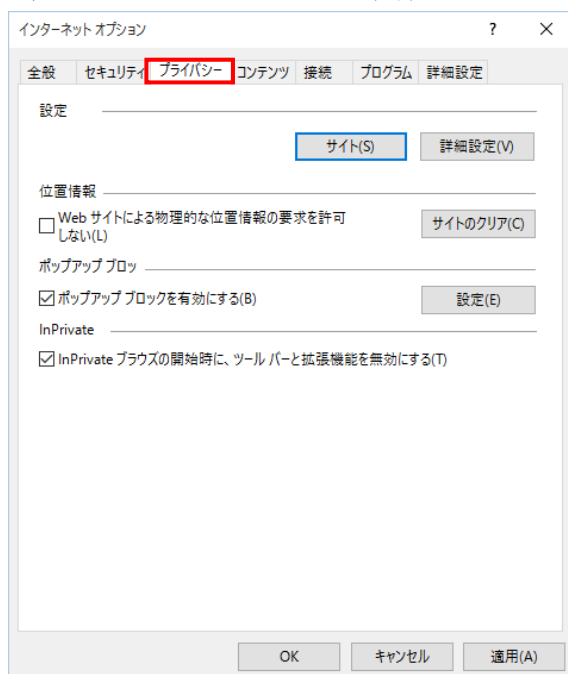 インターネット オプション ? ×
全般 セキュリティ プライバシー コンテンツ 接続 プログラム 詳細設定
設定
サイト(S) 詳細設定(V)
位置情報
Web サイトによる物理的な位置情報の要求を許可
しない(L)
サイトのクリア(C)
ポップアップ ブロッ
ポップアップ ブロックを有効にする(B) 設定(E)
InPrivate
InPrivate ブラウズの開始時に、ツール バーと拡張機能を無効にする(T)
OK キャンセル 適用(A)